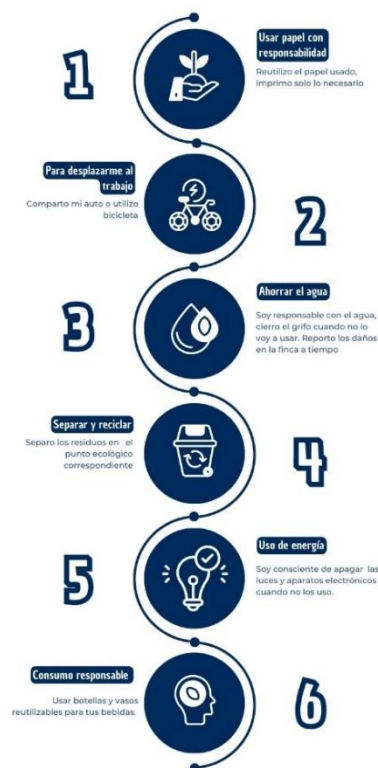 1
Usar papel con
responsabilidad
Reutilizo el papel usado,
imprimo solo lo necesario
Para desplazarme al
trabajo
Comparto mi auto o utilizo
bicicleta
2
3
Ahorrar el agua
Soy responsable con el agua,
cierro el grifo cuando no lo
voy a usar. Reporto los daños
en la finca a tiempo
Separar y reciclar
Separo los residuos en el
punto ecológico
correspondiente
4
5
Uso de energía
Soy consciente de apagar las
luces y aparatos electrónicos
cuando no los uso.
Consumo responsable
Usar botellas y vasos
reutilizables para tus bebidas.
6